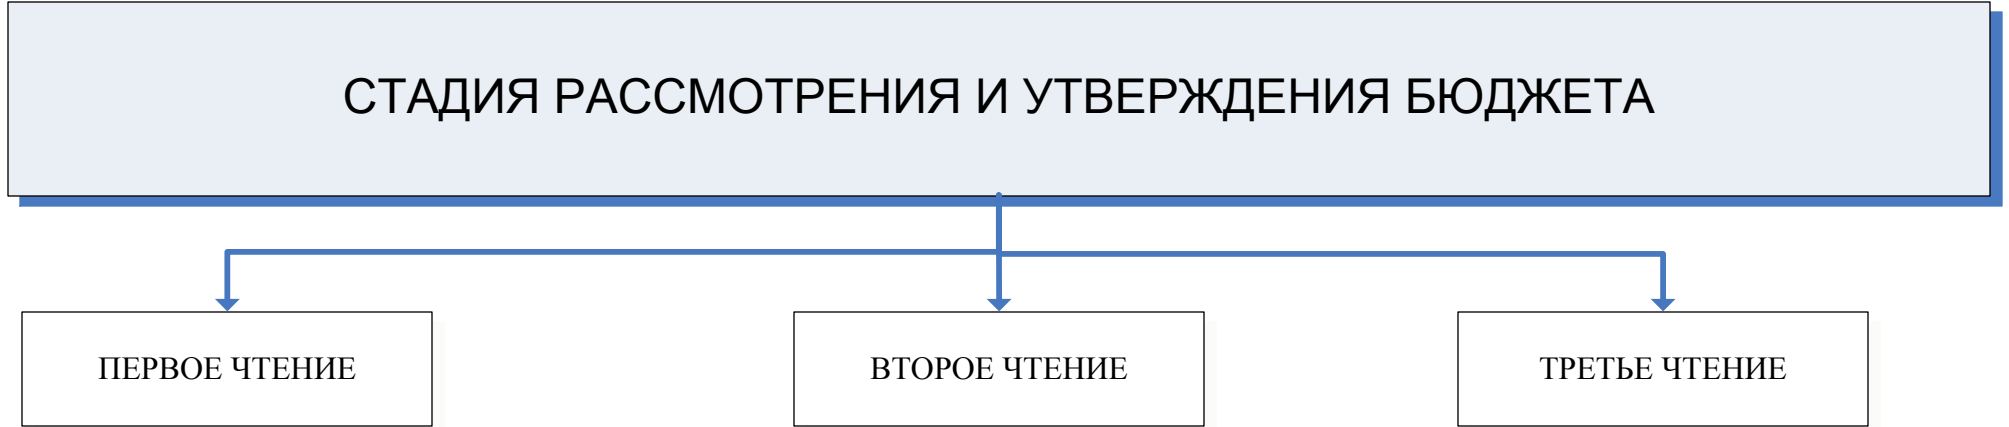 СТАДИЯ РАССМОТРЕНИЯ И УТВЕРЖДЕНИЯ БЮДЖЕТА
ПЕРВОЕ ЧТЕНИЕ
ВТОРОЕ ЧТЕНИЕ
ТРЕТЬЕ ЧТЕНИЕ